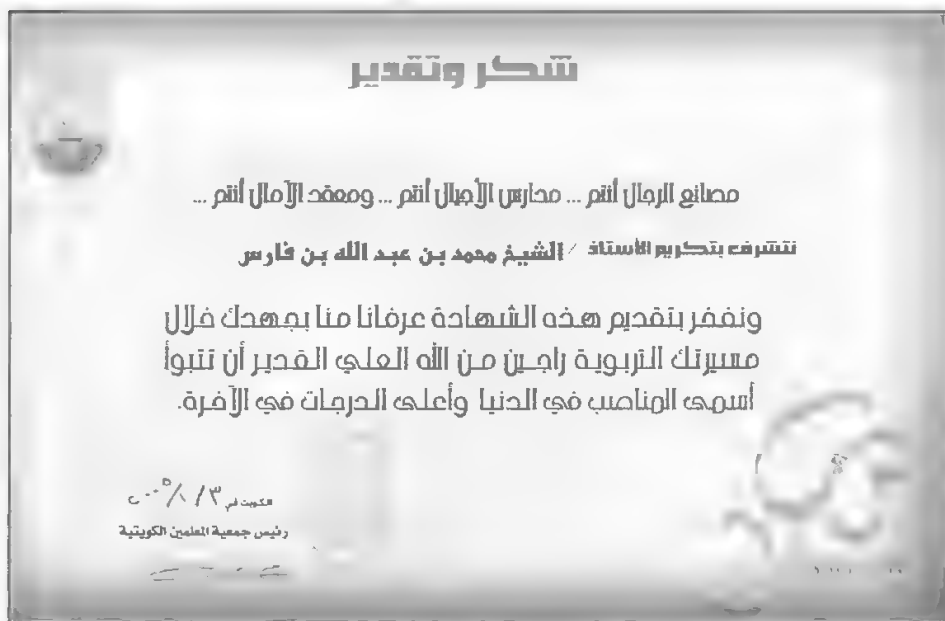 شكر وتقدير
مصانع الرجال أنتم ... مدارس الأجيال أنتم ... ومعقد الآمال أنتم ...
نتشرف بتكريم الأستاذ / الشيخ محمد بن عبد الله بن فارس
ونفخر بتقديم هذه الشهادة عرفانا منا بجهدك خلال
مسيرتك التربوية راجين من الله العلي القدير أن تتبوأ
أسمى المناصب في الدنيا وأعلى الدرجات في الآخرة.
الكويت في
رئيس جمعية المعلمين الكويتية